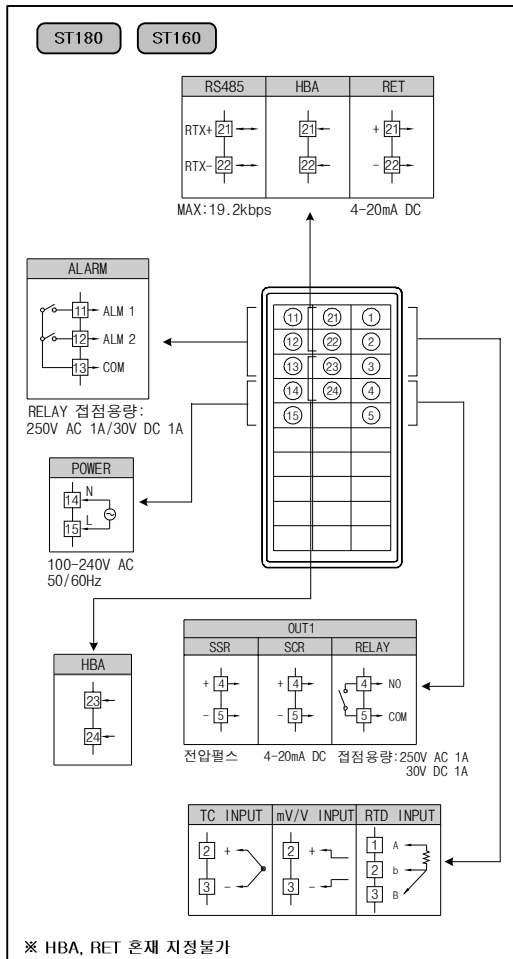 ST180 ST160
RS485 HBA RET
RTX+ 21 21 + 21
RTX- 22 22 - 22
MAX:19.2kbps 4-20mA DC
ALARM
11 ALM 1
12 ALM 2
13 COM
RELAY 접점용량:
250V AC 1A/30V DC 1A
11 21 1
12 22 2
13 23 3
14 24 4
15 5
POWER
14 N
15 L
100-240V AC
50/60Hz
HBA
23
24
OUT1
SSR SCR RELAY
+ 4 + 4 4 NO
- 5 - 5 5 COM
전압펄스 4-20mA DC 접점용량:250V AC 1A
30V DC 1A
TC INPUT mV/V INPUT RTD INPUT
1 A
2 + 2 + 2 b
3 - 3 - 3 B
※ HBA, RET 혼재 지정불가